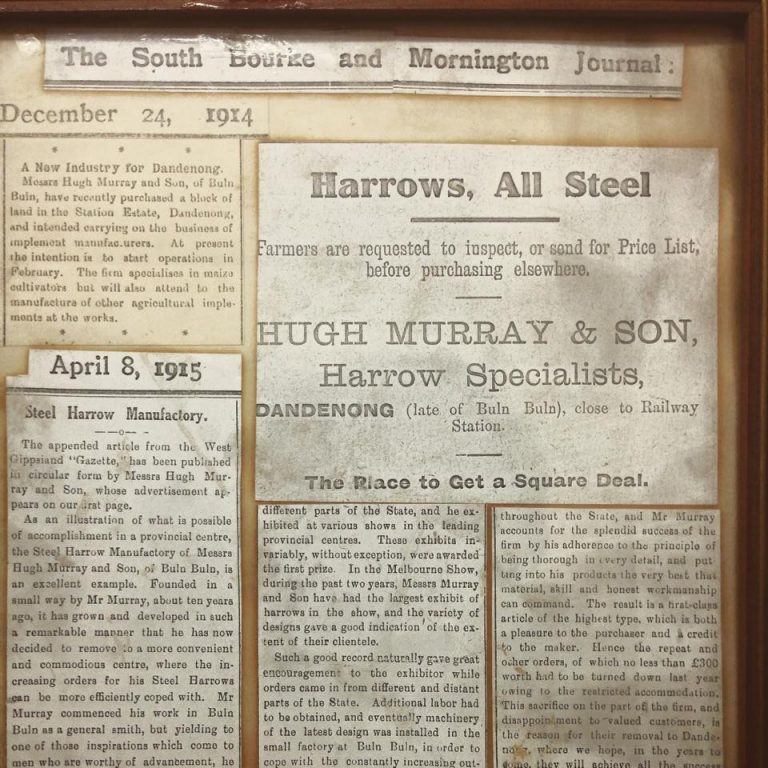 The South Bourke and Mornington Journal:
December 24, 1914
* * *
A New Industry for Dandenong.
Messrs Hugh Murray and Son, of Buln
Buln, have recently purchased a block of
land in the Station Estate, Dandenong,
and intended carrying on the business of
implement manufacturers. At present
the intention is to start operations in
February. The firm specialises in maize
cultivators but will also attend to the
manufacture of other agricultural imple-
ments at the works.
* * *
Harrows, All Steel
Farmers are requested to inspect, or send for Price List,
before purchasing elsewhere.
HUGH MURRAY & SON,
Harrow Specialists,
DANDENONG (late of Buln Buln), close to Railway
Station.
The Place to Get a Square Deal.
April 8, 1915
Steel Harrow Manufactory.
The appended article from the West
Gippsland "Gazette," has been published
in circular form by Messrs Hugh Mur-
ray and Son, whose advertisement ap-
pears on our first page.
As an illustration of what is possible
of accomplishment in a provincial centre,
the Steel Harrow Manufactory of Messrs
Hugh Murray and Son, of Buln Buln, is
an excellent example. Founded in a
small way by Mr Murray, about ten years
ago, it has grown and developed in such
a remarkable manner that he has now
decided to remove to a more convenient
and commodious centre, where the in-
creasing orders for his Steel Harrows
can be more efficiently coped with. Mr
Murray commenced his work in Buln
Buln as a general smith, but yielding to
one of those inspirations which come to
men who are worthy of advancement, he
different parts of the State, and he ex-
hibited at various shows in the leading
provincial centres. These exhibits in-
variably, without exception, were awarded
the first prize. In the Melbourne Show,
during the past two years, Messrs Murray
and Son have had the largest exhibit of
harrows in the show, and the variety of
designs gave a good indication of the ex-
tent of their clientele.
Such a good record naturally gave great
encouragement to the exhibitor while
orders came in from different and distant
parts of the State. Additional labor had
to be obtained, and eventually machinery
of the latest design was installed in the
small factory at Buln Buln, in order to
cope with the constantly increasing out-
throughout the State, and Mr Murray
accounts for the splendid success of the
firm by his adherence to the principle of
being thorough in every detail, and put
ting into his products the very best that
material, skill and honest workmanship
can command. The result is a first-class
article of the highest type, which is both
a pleasure to the purchaser and a credit
to the maker. Hence the repeat and
other orders, of which no less than £300
worth had to be turned down last year
owing to the restricted accommodation.
This sacrifice on the part of the firm, and
disappointment to valued customers, is
the reason for their removal to Dande-
nong, where we hope, in the years to
come, they will achieve all the success